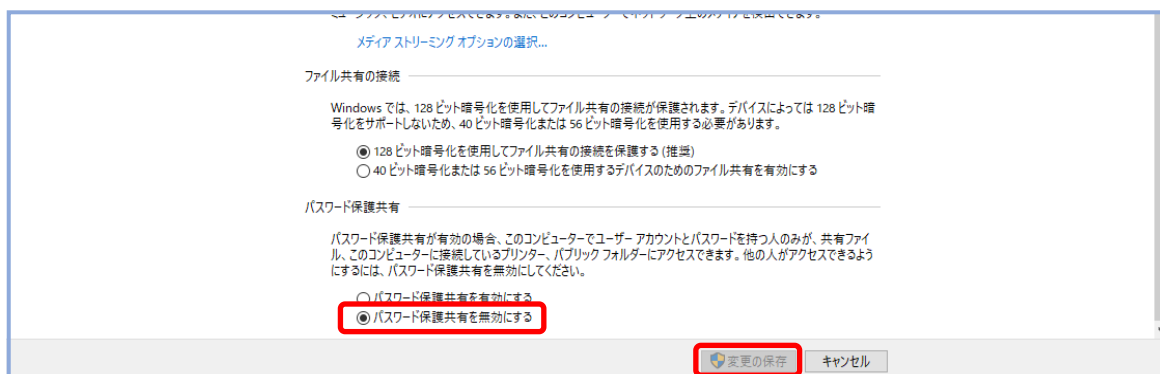 メディア ストリーミング オプションの選択...
ファイル共有の接続
Windows では、128 ビット暗号化を使用してファイル共有の接続が保護されます。デバイスによっては 128 ビット暗
号化をサポートしないため、40 ビット暗号化または 56 ビット暗号化を使用する必要があります。
128 ビット暗号化を使用してファイル共有の接続を保護する (推奨)
40 ビット暗号化または 56 ビット暗号化を使用するデバイスのためのファイル共有を有効にする
パスワード保護共有
パスワード保護共有が有効の場合、このコンピューターでユーザー アカウントとパスワードを持つ人のみが、共有ファイ
ル、このコンピューターに接続しているプリンター、パブリック フォルダーにアクセスできます。他の人がアクセスできるよう
にするには、パスワード保護共有を無効にしてください。
パスワード保護共有を有効にする
パスワード保護共有を無効にする
変更の保存
キャンセル